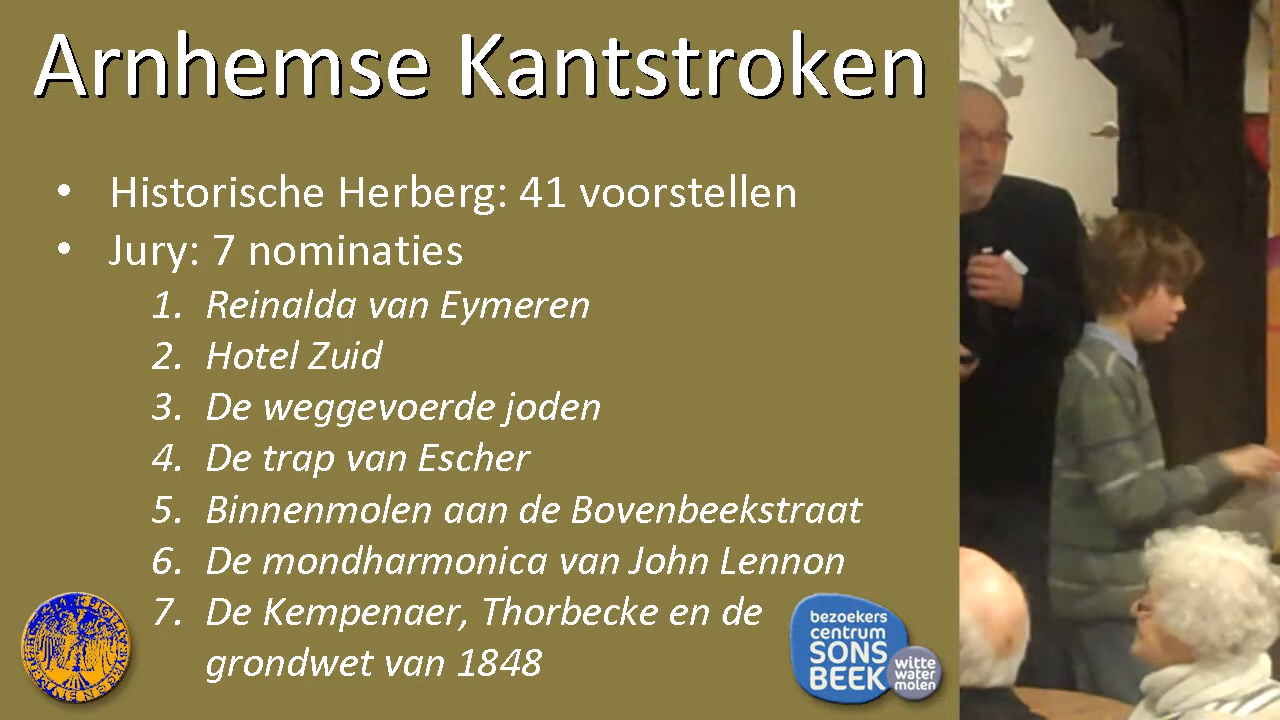 Arnhemse Kantstroken
• Historische Herberg: 41 voorstellen
• Jury: 7 nominaties
1. Reinalda van Eymeren
2. Hotel Zuid
3. De weggevoerde joden
4. De trap van Escher
5. Binnenmolen aan de Bovenbeekstraat
6. De mondharmonica van John Lennon
7. De Kempenaer, Thorbecke en de
grondwet van 1848
bezoekers
centrum
SONS
BEEK
witte
water
molen